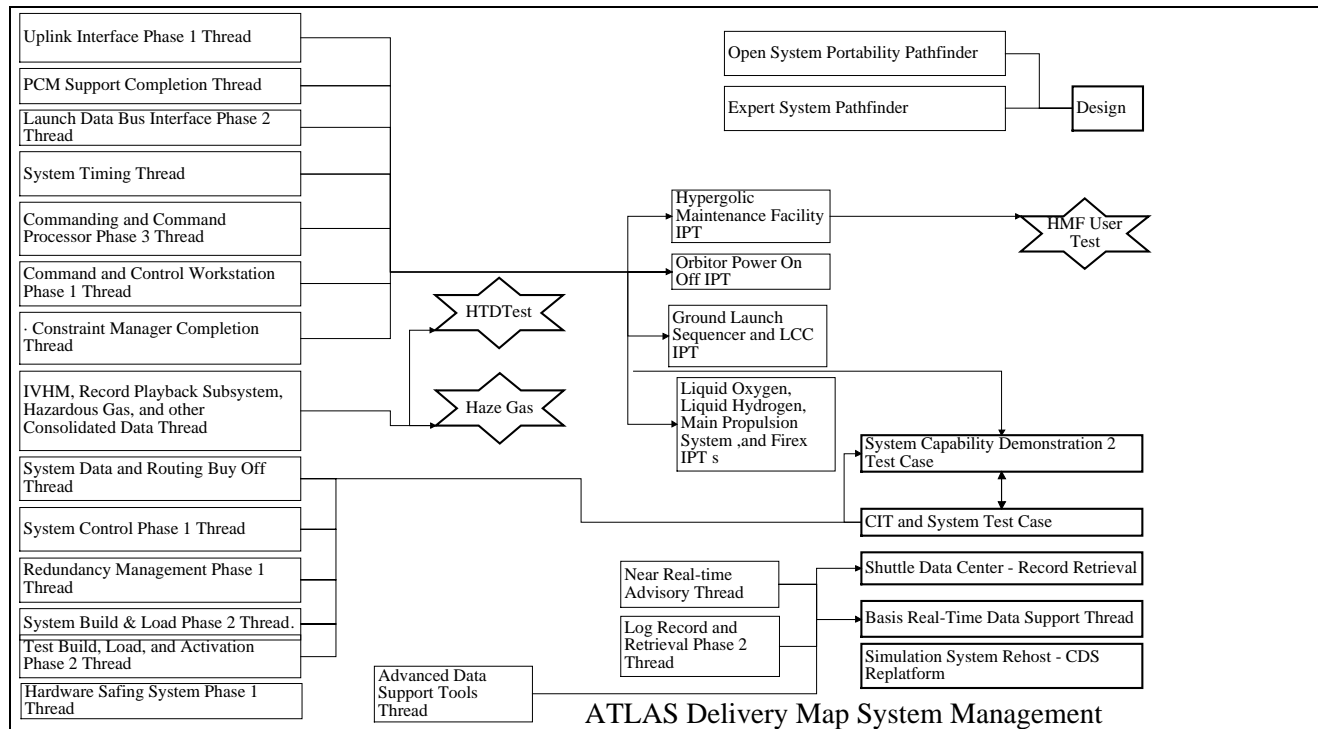 Uplink Interface Phase 1 Thread
PCM Support Completion Thread
Launch Data Bus Interface Phase 2
Thread
System Timing Thread
Commanding and Command
Processor Phase 3 Thread
Command and Control Workstation
Phase 1 Thread
· Constraint Manager Completion
Thread
IVHM, Record Playback Subsystem,
Hazardous Gas, and other
Consolidated Data Thread
System Data and Routing Buy Off
Thread
System Control Phase 1 Thread
Redundancy Management Phase 1
Thread
System Build & Load Phase 2 Thread.
Test Build, Load, and Activation
Phase 2 Thread
Hardware Safing System Phase 1
Thread
HTDTest
Haze Gas
Open System Portability Pathfinder
Expert System Pathfinder
Design
Hypergolic
Maintenance Facility
IPT
HMF User
Test
Orbitor Power On
Off IPT
Ground Launch
Sequencer and LCC
IPT
Liquid Oxygen,
Liquid Hydrogen,
Main Propulsion
System ,and Firex
IPT s
System Capability Demonstration 2
Test Case
CIT and System Test Case
Near Real-time
Advisory Thread
Log Record and
Retrieval Phase 2
Thread
Advanced Data
Support Tools
Thread
Shuttle Data Center - Record Retrieval
Basis Real-Time Data Support Thread
Simulation System Rehost - CDS
Replatform
ATLAS Delivery Map System Management